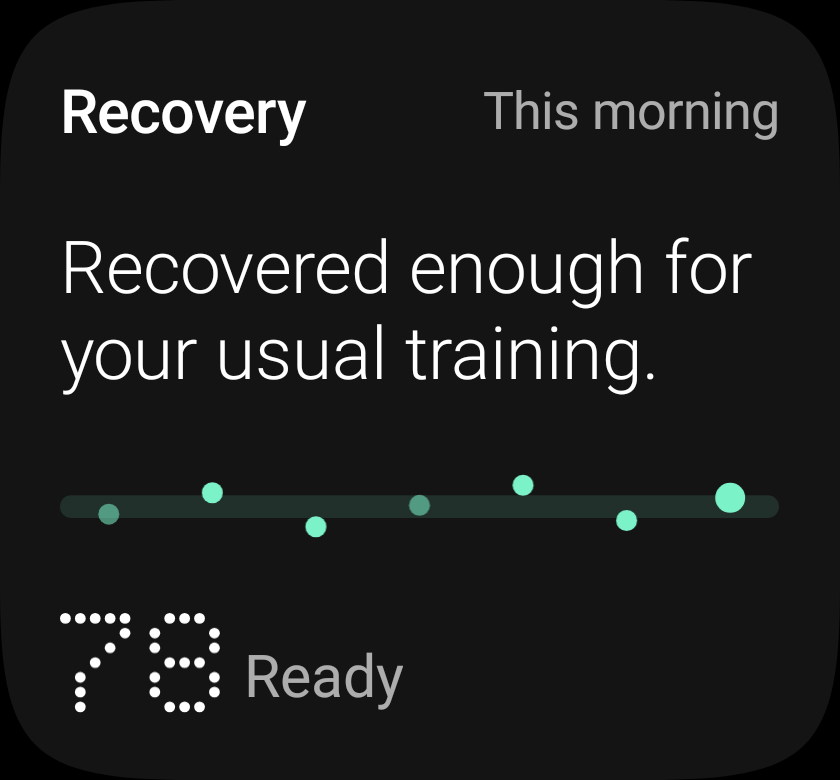 Recovery
This morning
Recovered enough for
your usual training.
78 Ready